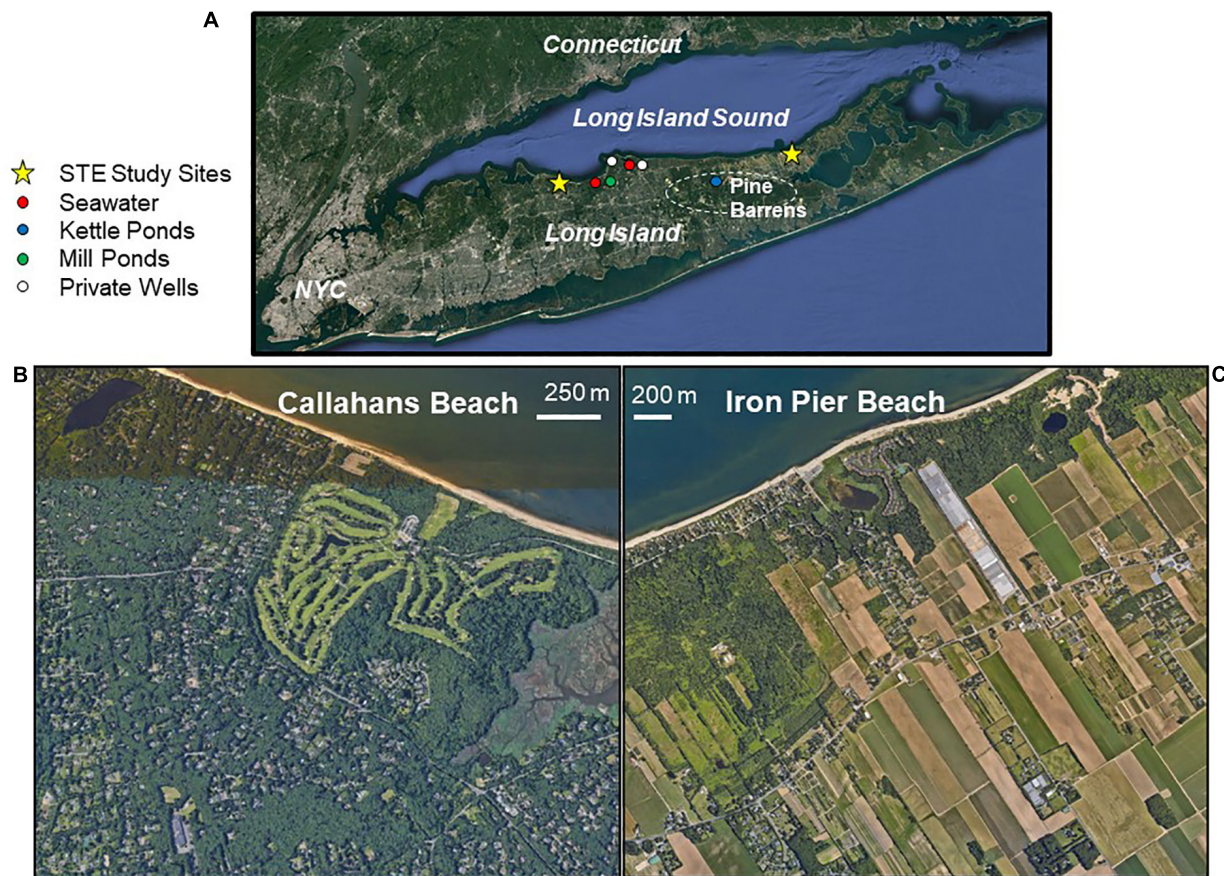 A
Connecticut
Long Island Sound
Pine
Barrens
Long Island
NYC
STE Study Sites
Seawater
Kettle Ponds
Mill Ponds
Private Wells
B
Callahans Beach
250 m
200 m
Iron Pier Beach
C